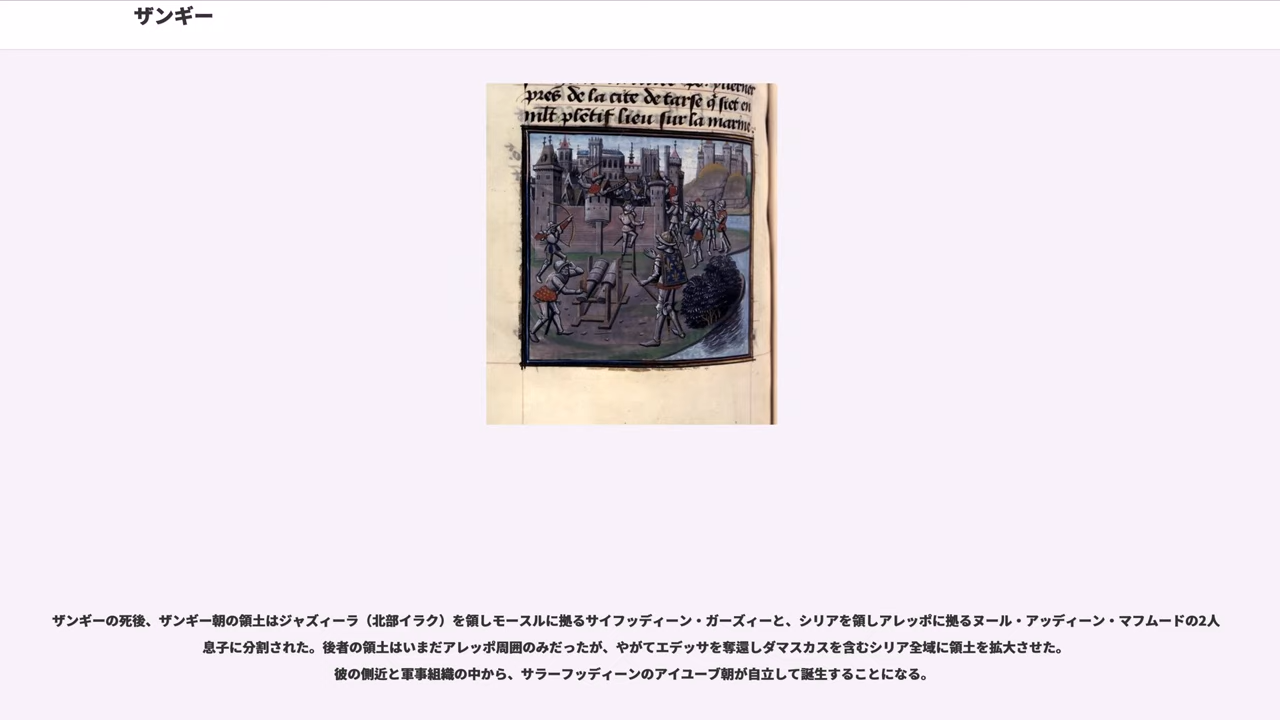 ザンギー
pres de la cite de tarse q̃ siet en
mlt plẽtif lieu sur la marine.
ザンギーの死後、ザンギー朝の領土はジャズィーラ（北部イラク）を領しモースルに拠るサイフッディーン・ガーズィーと、シリアを領しアレッポに拠るヌール・アッディーン・マフムードの2人
息子に分割された。後者の領土はいまだアレッポ周囲のみだったが、やがてエデッサを奪還しダマスカスを含むシリア全域に領土を拡大させた。
彼の側近と軍事組織の中から、サラーフッディーンのアイユーブ朝が自立して誕生することになる。